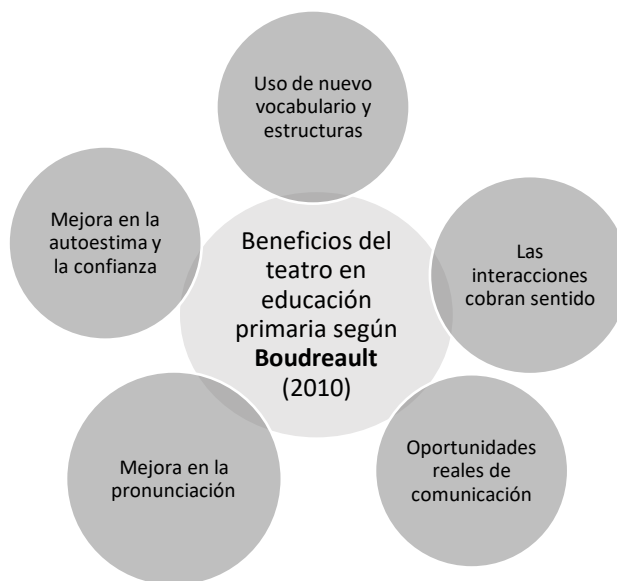 Uso de nuevo
vocabulario y
estructuras
Mejora en la
autoestima y
la confianza
Beneficios del
teatro en
educación
primaria según
Boudreault
(2010)
Las
interacciones
cobran sentido
Mejora en la
pronunciación
Oportunidades
reales de
comunicación